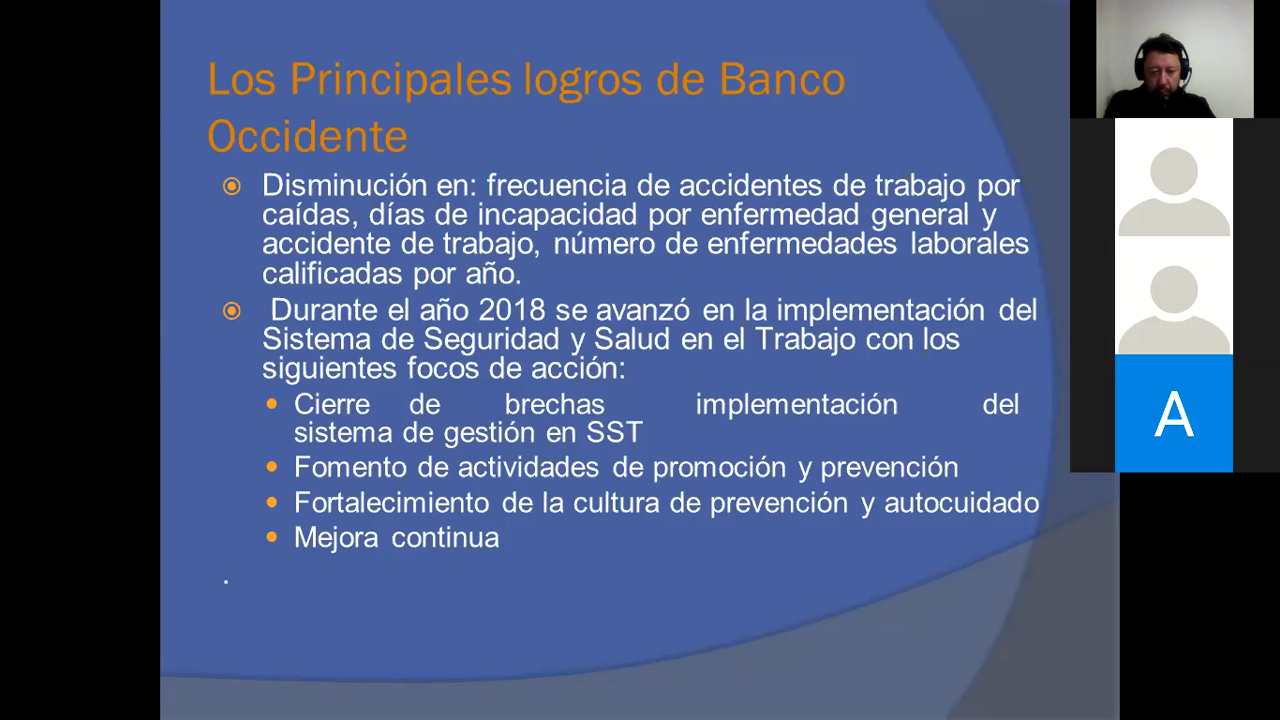 Los Principales logros de Banco
Occidente
Disminución en: frecuencia de accidentes de trabajo por
caídas, días de incapacidad por enfermedad general y
accidente de trabajo, número de enfermedades laborales
calificadas por año.
Durante el año 2018 se avanzó en la implementación del
Sistema de Seguridad y Salud en el Trabajo con los
siguientes focos de acción:
Cierre de brechas implementación del
sistema de gestión en SST
Fomento de actividades de promoción y prevención
Fortalecimiento de la cultura de prevención y autocuidado
Mejora continua
.
A